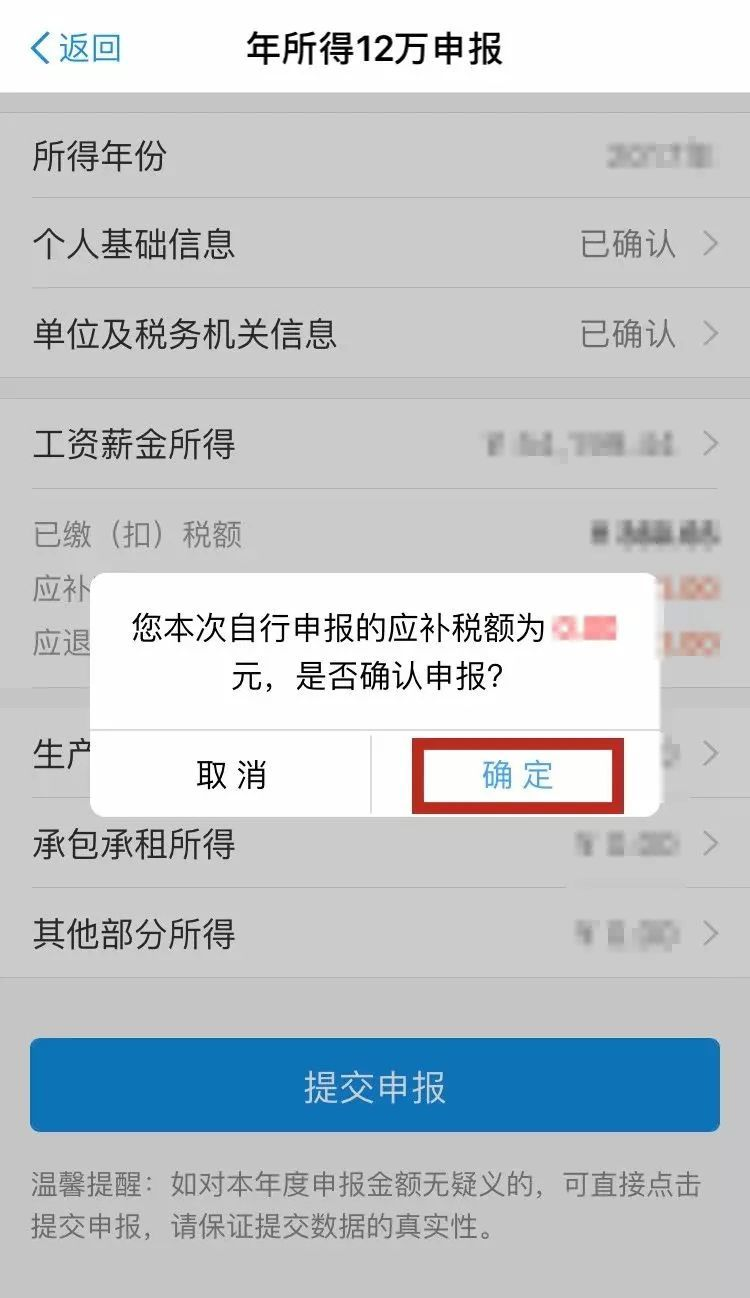 返回
年所得12万申报
所得年份
个人基础信息 已确认
单位及税务机关信息 已确认
工资薪金所得
已缴（扣）税额
应补
应退
您本次自行申报的应补税额为
元，是否确认申报?
取 消 确 定
生产
承包承租所得
其他部分所得
提交申报
温馨提醒：如对本年度申报金额无疑义的，可直接点击
提交申报，请保证提交数据的真实性。